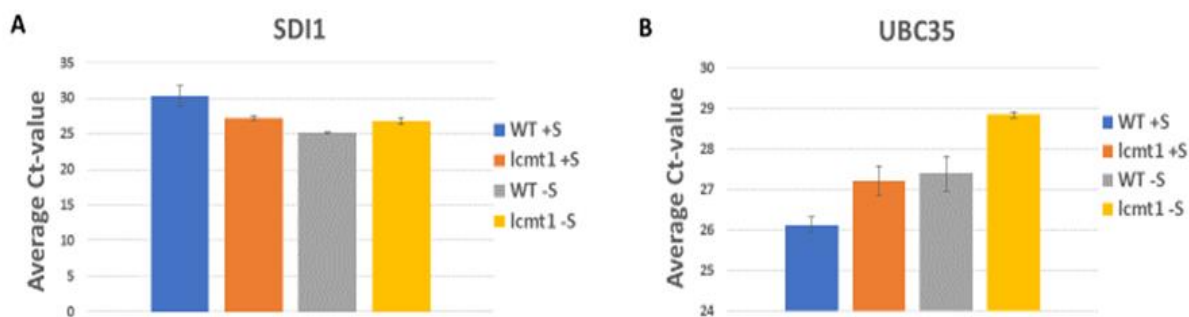 A
SDI1
Average Ct-value
35
30
25
20
15
10
5
0
WT +S
lcmt1 +S
WT -S
lcmt1 -S
B
UBC35
Average Ct-value
30
29
28
27
26
25
24
WT +S
lcmt1 +S
WT -S
lcmt1 -S